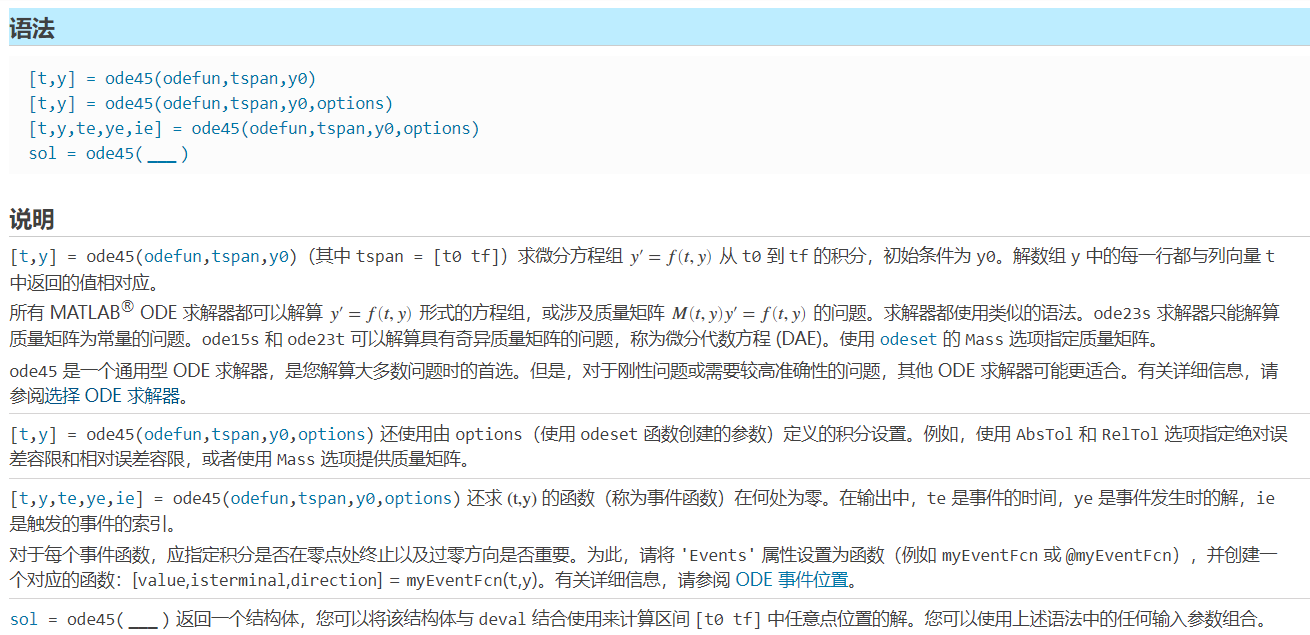 语法
[t,y] = ode45(odefun,tspan,y0)
[t,y] = ode45(odefun,tspan,y0,options)
[t,y,te,ye,ie] = ode45(odefun,tspan,y0,options)
sol = ode45(___)
说明
[t,y] = ode45(odefun,tspan,y0)（其中 tspan = [t0 tf]）求微分方程组 y′ = f(t, y) 从 t0 到 tf 的积分，初始条件为 y0。解数组 y 中的每一行都与列向量 t
中返回的值相对应。
所有 MATLAB® ODE 求解器都可以解算 y′ = f(t, y) 形式的方程组，或涉及质量矩阵 M(t, y)y′ = f(t, y) 的问题。求解器都使用类似的语法。ode23s 求解器只能解算
质量矩阵为常量的问题。ode15s 和 ode23t 可以解算具有奇异质量矩阵的问题，称为微分代数方程 (DAE)。使用 odeset 的 Mass 选项指定质量矩阵。
ode45 是一个通用型 ODE 求解器，是您解算大多数问题时的首选。但是，对于刚性问题或需要较高准确性的问题，其他 ODE 求解器可能更适合。有关详细信息，请
参阅选择 ODE 求解器。
[t,y] = ode45(odefun,tspan,y0,options) 还使用由 options（使用 odeset 函数创建的参数）定义的积分设置。例如，使用 AbsTol 和 RelTol 选项指定绝对误
差容限和相对误差容限，或者使用 Mass 选项提供质量矩阵。
[t,y,te,ye,ie] = ode45(odefun,tspan,y0,options) 还求 (t,y) 的函数（称为事件函数）在何处为零。在输出中，te 是事件的时间，ye 是事件发生时的解，ie
是触发的事件的索引。
对于每个事件函数，应指定积分是否在零点处终止以及过零方向是否重要。为此，请将 'Events' 属性设置为函数（例如 myEventFcn 或 @myEventFcn），并创建一
个对应的函数：[value,isterminal,direction] = myEventFcn(t,y)。有关详细信息，请参阅 ODE 事件位置。
sol = ode45(___) 返回一个结构体，您可以将该结构体与 deval 结合使用来计算区间 [t0 tf] 中任意点位置的解。您可以使用上述语法中的任何输入参数组合。